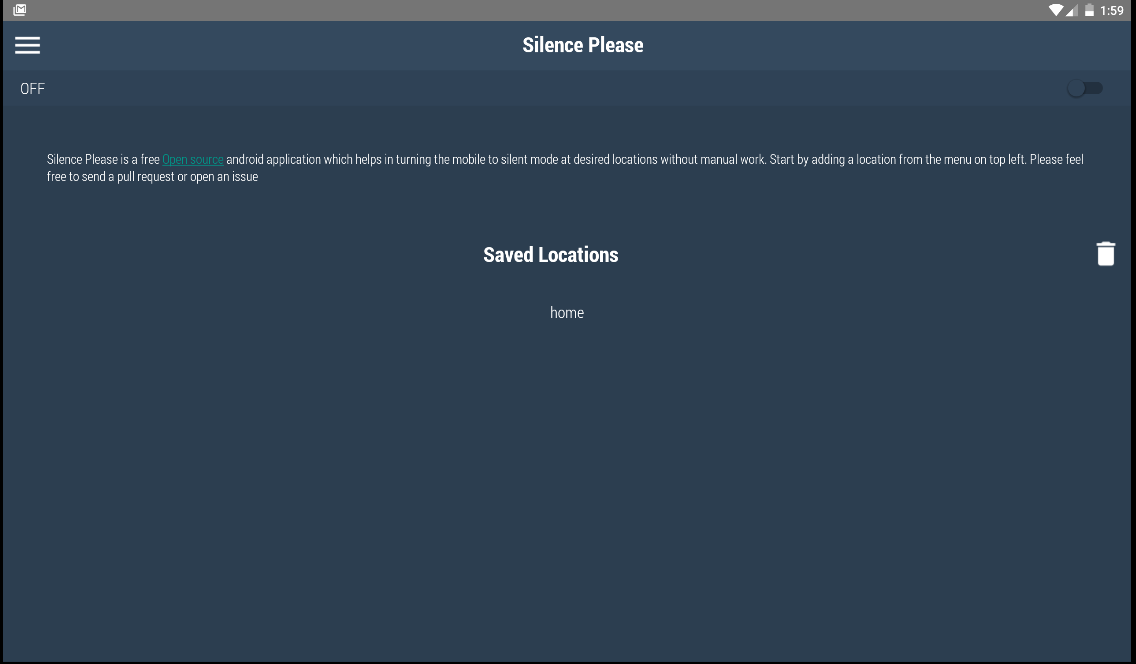 1:59
Silence Please
OFF
Silence Please is a free Open source android application which helps in turning the mobile to silent mode at desired locations without manual work. Start by adding a location from the menu on top left. Please feel
free to send a pull request or open an issue
Saved Locations
home